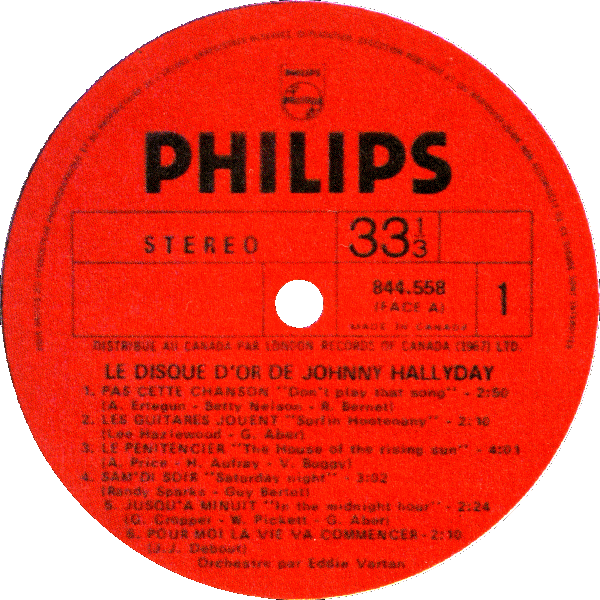 PHILIPS
PHILIPS
STEREO
33 1/3
844.558
(FACE A)
1
MADE IN CANADA
DISTRIBUE AU CANADA PAR LONDON RECORDS OF CANADA (1967) LTD.
LE DISQUE D'OR DE JOHNNY HALLYDAY
1. PAS CETTE CHANSON "Don't play that song" - 2:50
(A. Ertegun - Betty Nelson - R. Bernet)
2. LES GUITARES JOUENT "Surfin Hootenany" - 2:10
(Lee Hazlewood - G. Aber)
3. LE PENITENCIER "The House of the rising sun" - 4:01
(A. Price - H. Aufray - V. Buggy)
4. SAM'DI SOIR "Saturday night" - 3:02
(Randy Sparks - Guy Bertet)
5. JUSQU'A MINUIT "In the midnight hour" - 2:24
(G. Cropper - W. Pickett - G. Aber)
6. POUR MOI LA VIE VA COMMENCER - 2:10
(J.J. Debout)
Orchestre par Eddie Vartan